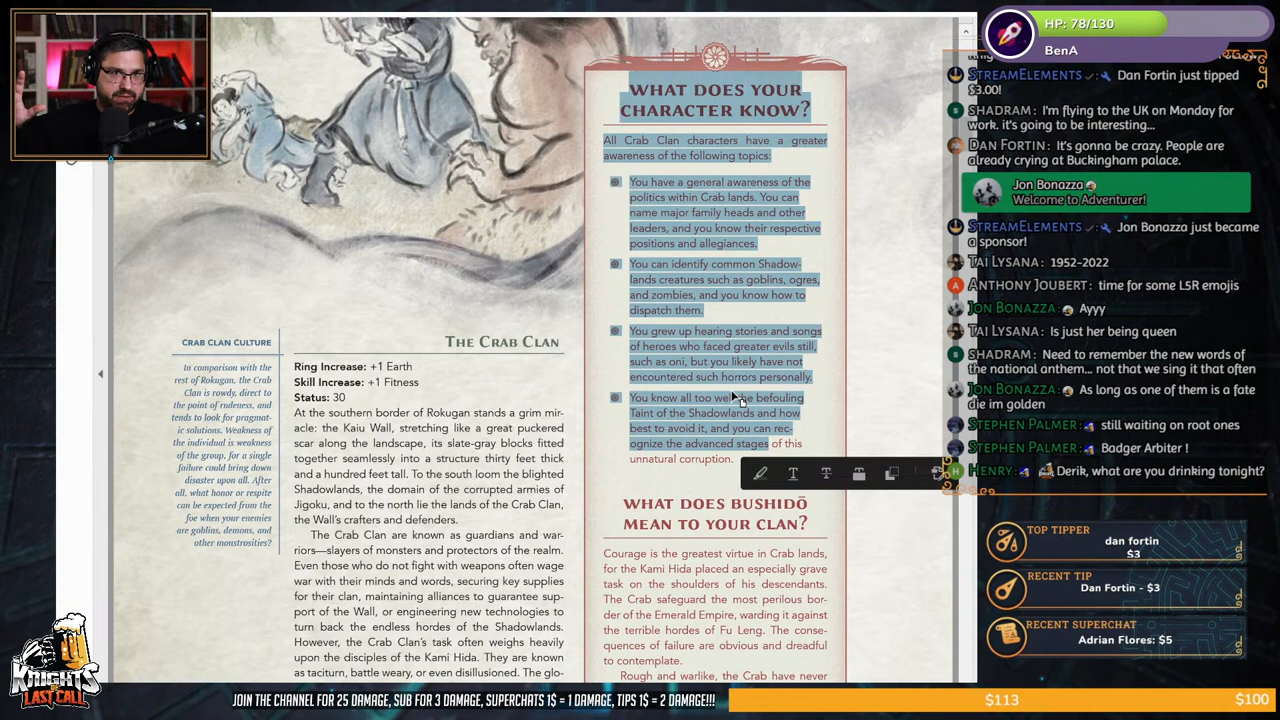 WHAT DOES YOUR
CHARACTER KNOW?
All Crab Clan characters have a greater
awareness of the following topics:
You have a general awareness of the
politics within Crab lands. You can
name major family heads and other
leaders, and you know their respective
positions and allegiances.
You can identify common Shadow-
lands creatures such as goblins, ogres,
and zombies, and you know how to
dispatch them.
You grew up hearing stories and songs
of heroes who faced greater evils still,
such as oni, but you likely have not
encountered such horrors personally.
You know all too well the befouling
Taint of the Shadowlands and how
best to avoid it, and you can rec-
ognize the advanced stages of this
unnatural corruption.
WHAT DOES BUSHIDŌ
MEAN TO YOUR CLAN?
Courage is the greatest virtue in Crab lands,
for the Kami Hida placed an especially grave
task on the shoulders of his descendants.
The Crab safeguard the most perilous bor-
der of the Emerald Empire, warding it against
the terrible hordes of Fu Leng. The conse-
quences of failure are obvious and dreadful
to contemplate.
Rough and warlike, the Crab have never
CRAB CLAN CULTURE
In comparison with the
rest of Rokugan, the Crab
Clan is rowdy, direct to
the point of rudeness, and
tends to look for pragmat-
ic solutions. Weakness of
the individual is weakness
of the clan, for a single
failure could bring down
disaster upon all. After
all, what honor or respite
can be expected from the
foe when your enemies
are goblins, demons, and
other monstrosities?
THE CRAB CLAN
Ring Increase: +1 Earth
Skill Increase: +1 Fitness
Status: 30
At the southern border of Rokugan stands a grim mir-
acle: the Kaiu Wall, stretching like a great puckered
scar along the landscape, its slate-gray blocks fitted
together seamlessly into a structure thirty feet thick
and a hundred feet tall. To the south loom the blighted
Shadowlands, the domain of the corrupted armies of
Jigoku, and to the north lie the lands of the Crab Clan,
the Wall's crafters and defenders.
The Crab Clan are known as guardians and war-
riors—slayers of monsters and protectors of the realm.
Even those who do not fight with weapons often wage
war with their minds and words, securing key supplies
for their clan, maintaining alliances to guarantee sup-
port of the Wall, or engineering new technologies to
turn back the endless hordes of the Shadowlands.
However, the Crab Clan's task often weighs heavily
upon the disciples of the Kami Hida. They are known
as taciturn, battle weary, or even disillusioned. The glo-
HP: 78/130
BenA
STREAMELEMENTS : Dan Fortin just tipped
$3.00!
SHADRAM: I'm flying to the UK on Monday for
work. it's going to be interesting...
DAN FORTIN: It's gonna be crazy. People are
already crying at Buckingham palace.
Jon Bonazza
Welcome to Adventurer!
STREAMELEMENTS : Jon Bonazza just became
a sponsor!
TAI LYSANA: 1952-2022
ANTHONY JOUBERT: time for some L5R emojis
JON BONAZZA: Ayyy
TAI LYSANA: Is just her being queen
SHADRAM: Need to remember the new words of
the national anthem... not that we sing it that often
JON BONAZZA: As long as one of them is a fate
die im golden
STEPHEN PALMER: still waiting on root ones
STEPHEN PALMER: Badger Arbiter !
HENRY: Derik, what are you drinking tonight?
TOP TIPPER
dan fortin
$3
RECENT TIP
Dan Fortin - $3
RECENT SUPERCHAT
Adrian Flores: $5
KNIGHTS
OF
LAST CALL
JOIN THE CHANNEL FOR 25 DAMAGE, SUB FOR 3 DAMAGE, SUPERCHATS 1$ = 1 DAMAGE, TIPS 1$ = 2 DAMAGE!!!
$113
$100